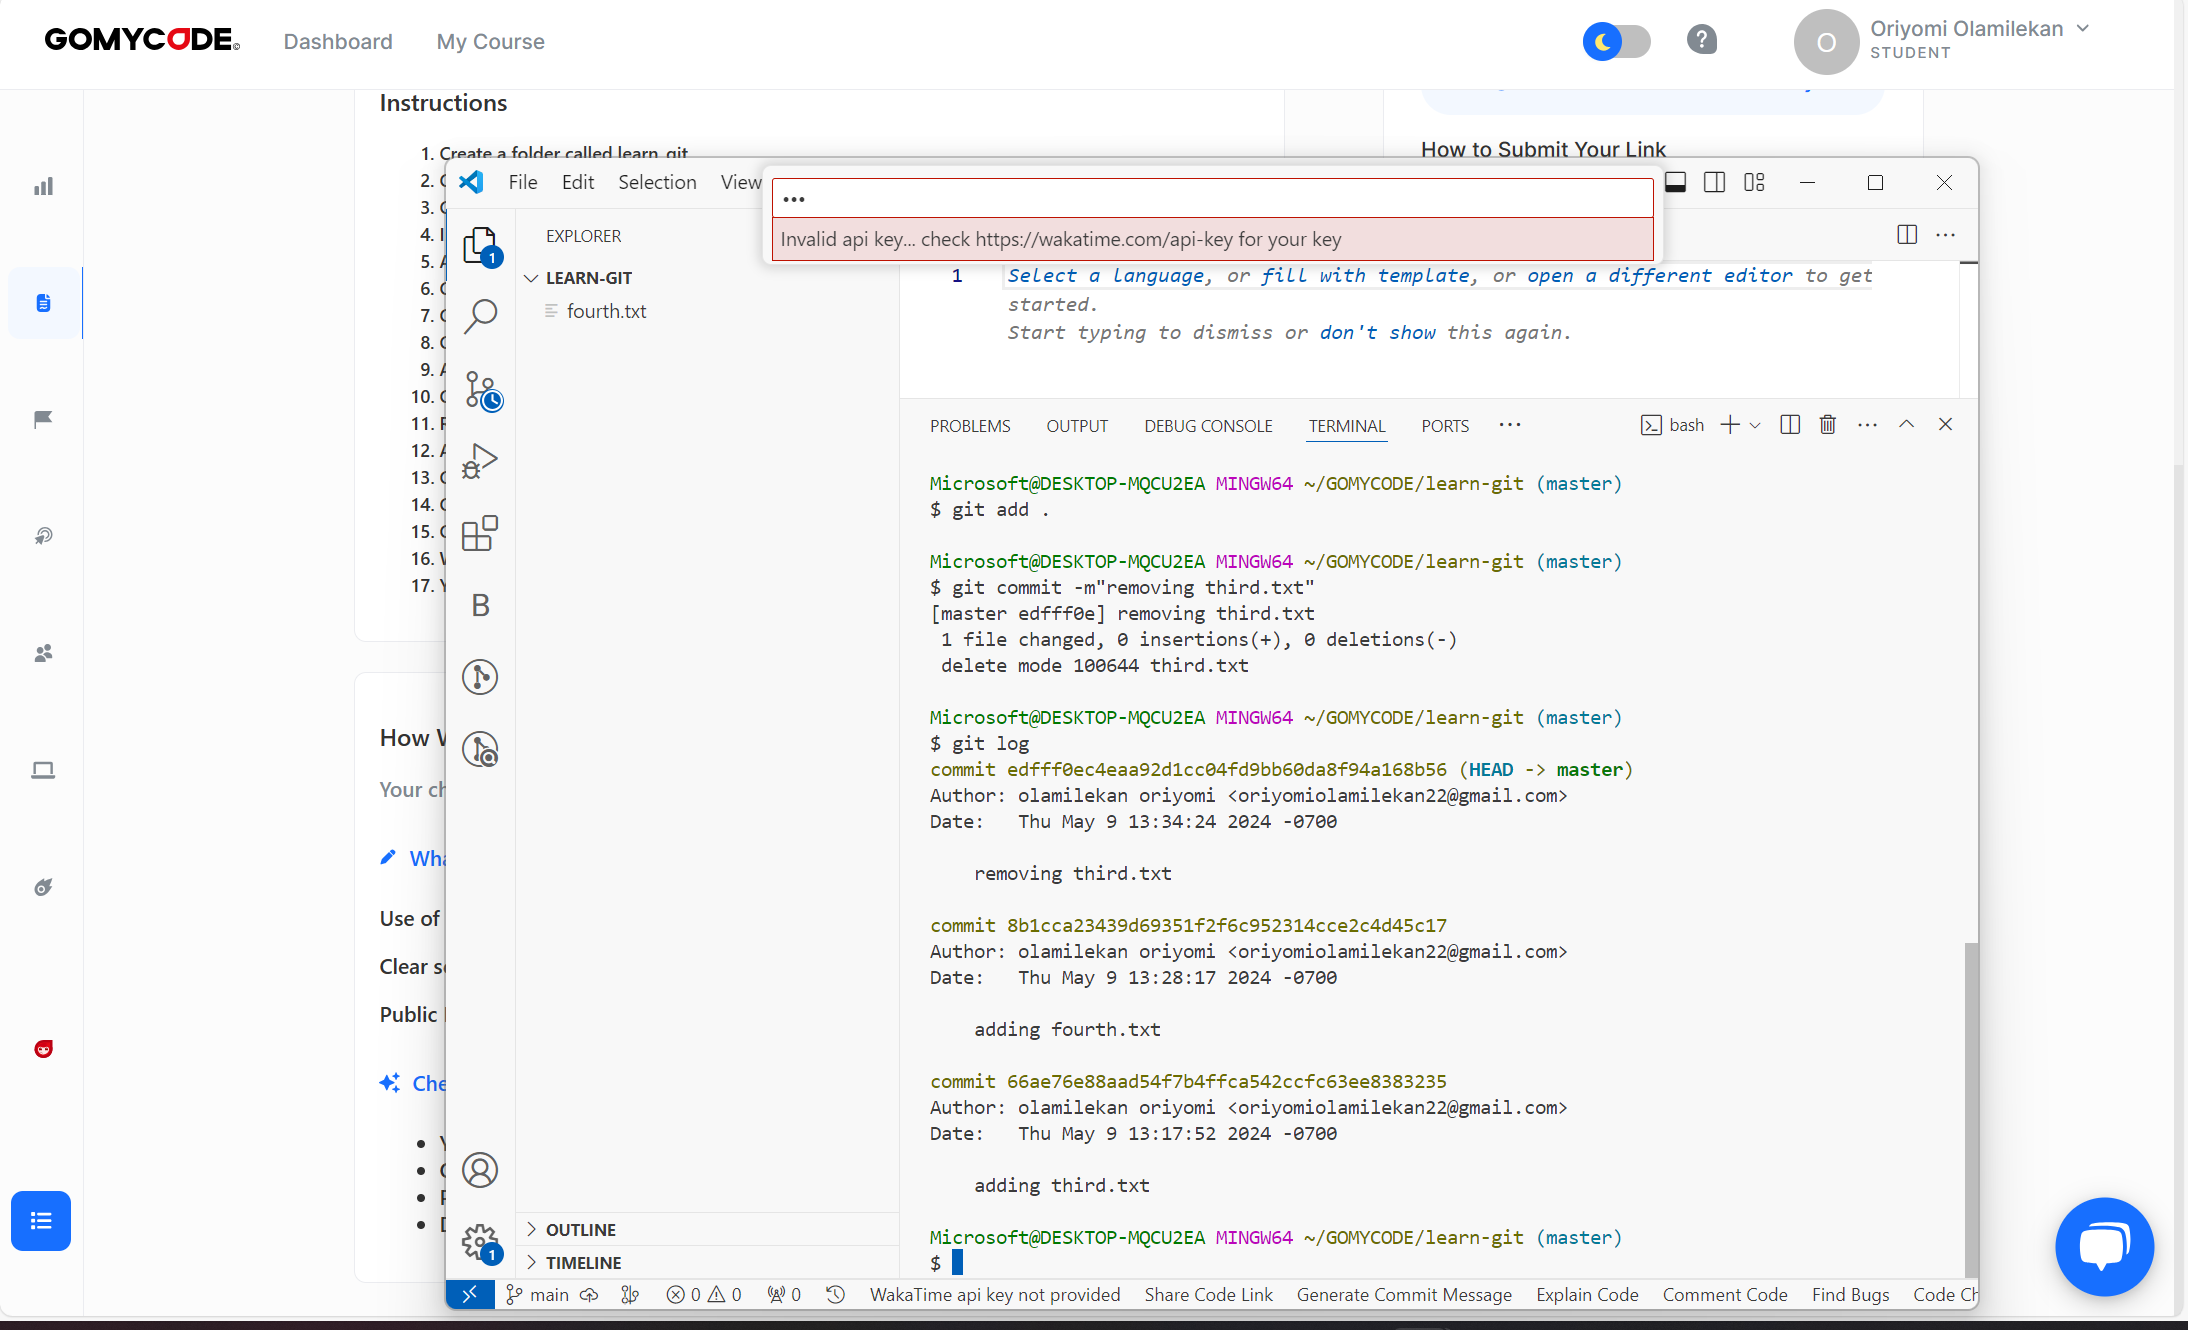 GOMYCODE
Dashboard
My Course
Oriyomi Olamilekan
STUDENT
O
Instructions
1. Create a folder called learn_git
2.
3.
4.
5.
6.
7.
8.
9.
10.
11.
12.
13.
14.
15.
16.
17.
How to Submit Your Link
How
Your
Use of
Clear
Public
File Edit Selection View
•••
Invalid api key... check https://wakatime.com/api-key for your key
EXPLORER
LEARN-GIT
fourth.txt
1
1
Select a language, or fill with template, or open a different editor to get
started.
Start typing to dismiss or don't show this again.
PROBLEMS OUTPUT DEBUG CONSOLE TERMINAL PORTS ···
bash
Microsoft@DESKTOP-MQCU2EA MINGW64 ~/GOMYCODE/learn-git (master)
$ git add .
Microsoft@DESKTOP-MQCU2EA MINGW64 ~/GOMYCODE/learn-git (master)
$ git commit -m"removing third.txt"
[master edfff0e] removing third.txt
1 file changed, 0 insertions(+), 0 deletions(-)
delete mode 100644 third.txt
Microsoft@DESKTOP-MQCU2EA MINGW64 ~/GOMYCODE/learn-git (master)
$ git log
commit edfff0ec4eaa92d1cc04fd9bb60da8f94a168b56 (HEAD -> master)
Author: olamilekan oriyomi <oriyomiolamilekan22@gmail.com>
Date:   Thu May 9 13:34:24 2024 -0700
removing third.txt
commit 8b1cca23439d69351f2f6c952314cce2c4d45c17
Author: olamilekan oriyomi <oriyomiolamilekan22@gmail.com>
Date:   Thu May 9 13:28:17 2024 -0700
adding fourth.txt
commit 66ae76e88aad54f7b4ffca542ccfc63ee8383235
Author: olamilekan oriyomi <oriyomiolamilekan22@gmail.com>
Date:   Thu May 9 13:17:52 2024 -0700
adding third.txt
Microsoft@DESKTOP-MQCU2EA MINGW64 ~/GOMYCODE/learn-git (master)
$
B
1
OUTLINE
TIMELINE
main
0 0
0
WakaTime api key not provided
Share Code Link
Generate Commit Message
Explain Code
Comment Code
Find Bugs
Code